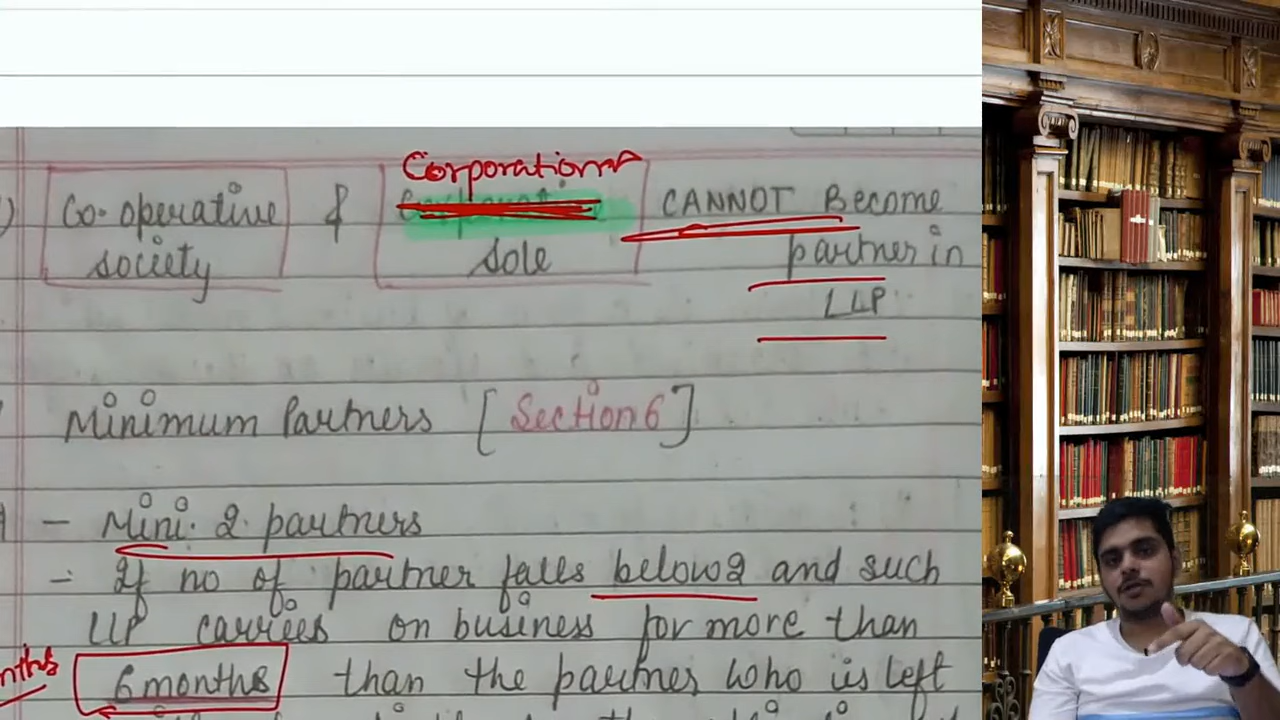 Corporation
Co-operative & CANNOT Become
society sole partner in
LLP
Minimum Partners [Section 6]
- Mini. 2 partners
- If no of partner falls below 2 and such
LLP carries on business for more than
6 months than the partner who is left